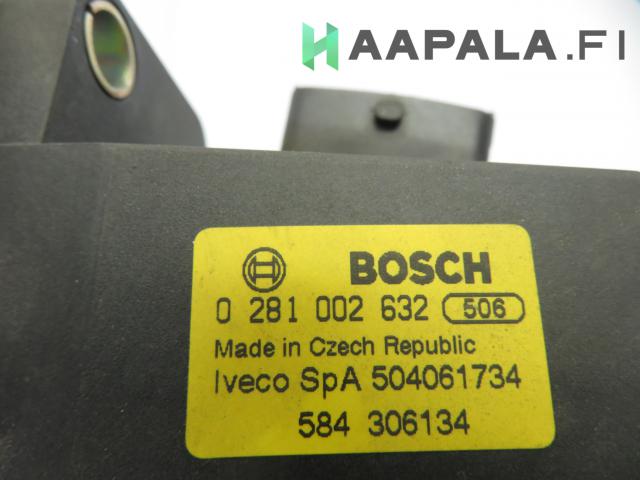 HAAPALA.FI
BOSCH
0 281 002 632 506
Made in Czech Republic
Iveco SpA 504061734
584 306134